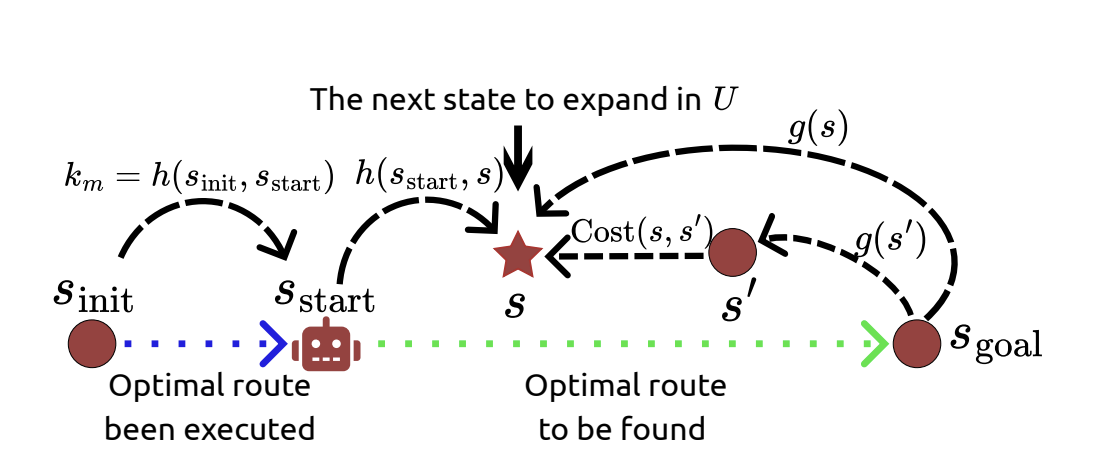 The next state to expand in U
g(s)
k_m = h(s_init, s_start)
h(s_start, s)
Cost(s, s')
g(s')
s_init
s_start
s
s'
s_goal
Optimal route
been executed
Optimal route
to be found